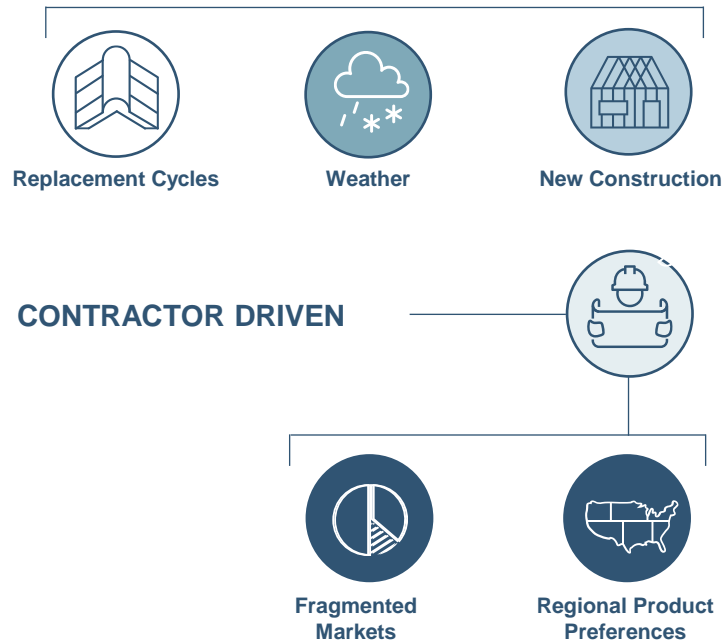 Replacement Cycles
Weather
New Construction
CONTRACTOR DRIVEN
Fragmented
Markets
Regional Product
Preferences